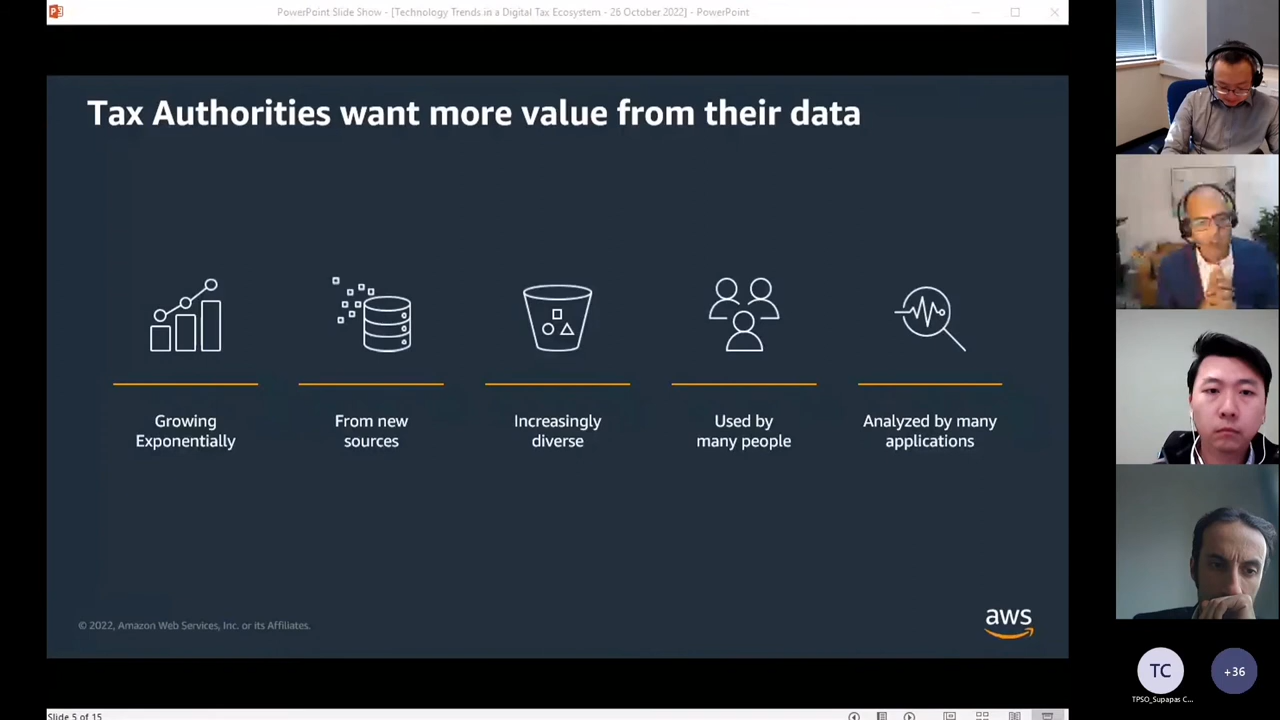 PowerPoint Slide Show - [Technology Trends in a Digital Tax Ecosystem - 26 October 2022] - PowerPoint
Tax Authorities want more value from their data
Growing
Exponentially
From new
sources
Increasingly
diverse
Used by
many people
Analyzed by many
applications
© 2022, Amazon Web Services, Inc. or its Affiliates.
aws
TC
+36
TPSO_Supapas C...
Slide 5 of 15